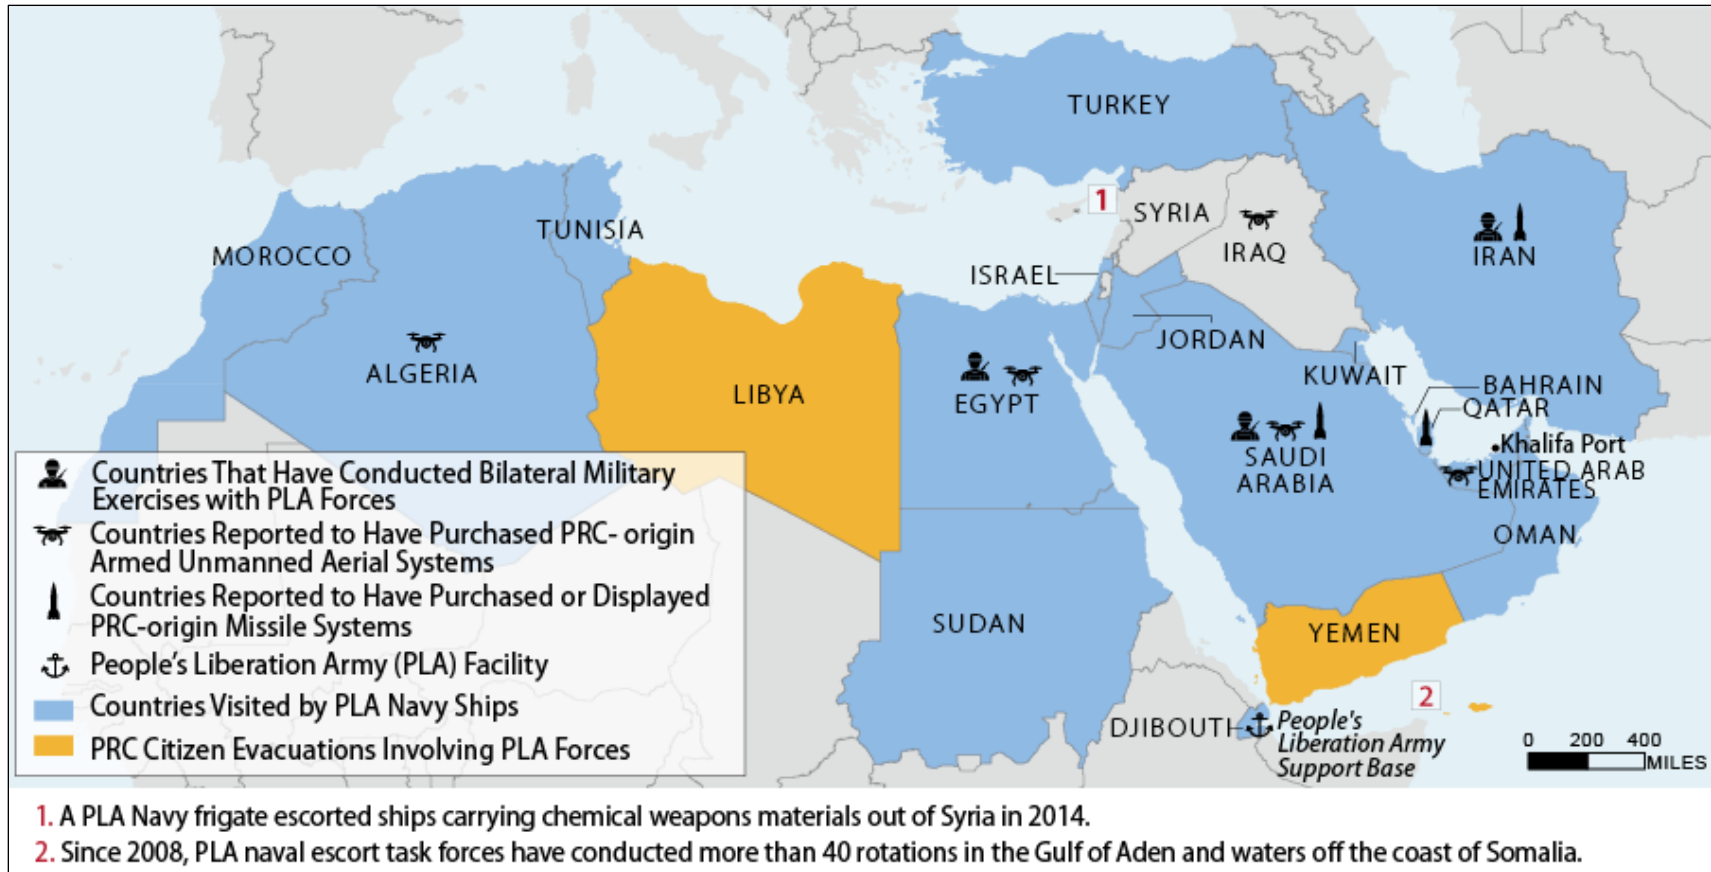 TURKEY
1
SYRIA
IRAQ
IRAN
TUNISIA
MOROCCO
ISRAEL
JORDAN
ALGERIA
LIBYA
EGYPT
KUWAIT
BAHRAIN
QATAR
Khalifa Port
SAUDI
ARABIA
UNITED ARAB
EMIRATES
OMAN
SUDAN
YEMEN
2
DJIBOUTI
People's
Liberation Army
Support Base
0 200 400
MILES
Countries That Have Conducted Bilateral Military
Exercises with PLA Forces
Countries Reported to Have Purchased PRC- origin
Armed Unmanned Aerial Systems
Countries Reported to Have Purchased or Displayed
PRC-origin Missile Systems
People’s Liberation Army (PLA) Facility
Countries Visited by PLA Navy Ships
PRC Citizen Evacuations Involving PLA Forces
1. A PLA Navy frigate escorted ships carrying chemical weapons materials out of Syria in 2014.
2. Since 2008, PLA naval escort task forces have conducted more than 40 rotations in the Gulf of Aden and waters off the coast of Somalia.